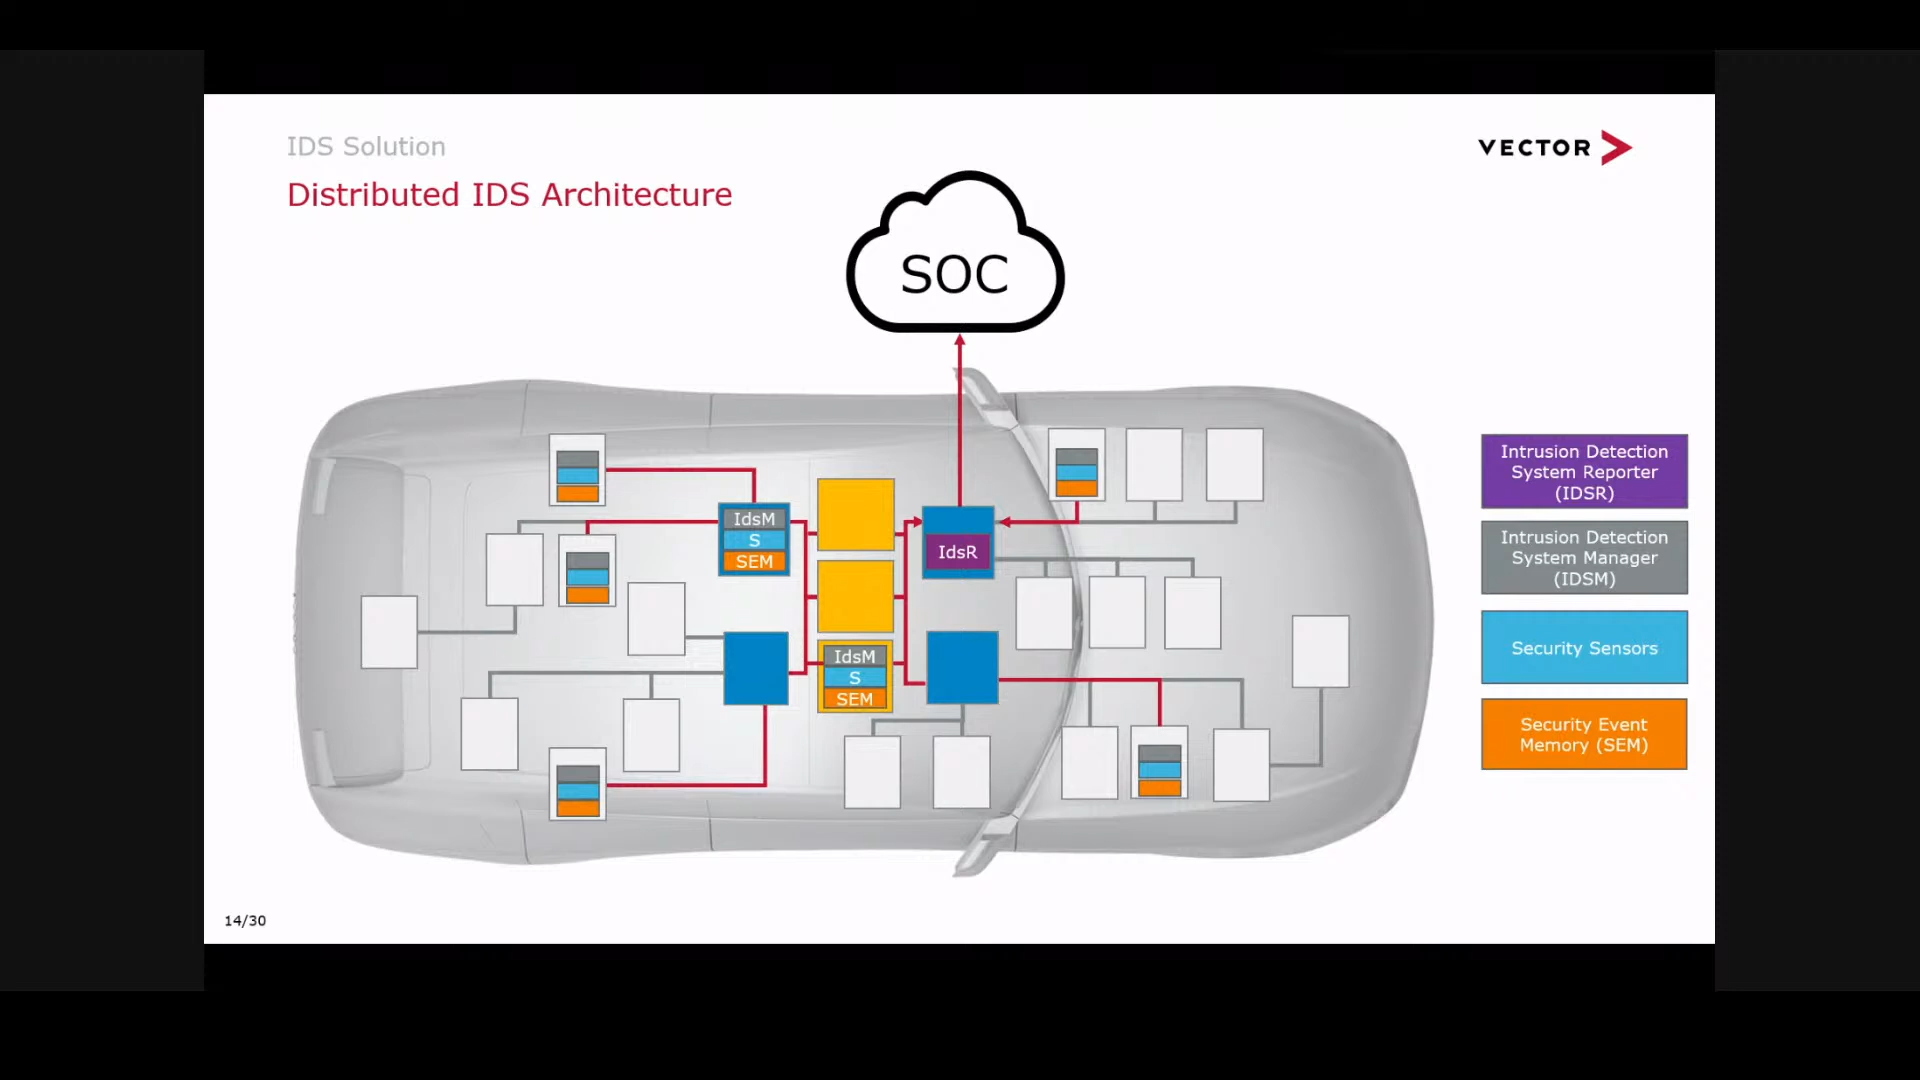 IDS Solution
VECTOR
Distributed IDS Architecture
SOC
IdsM
S
SEM
IdsR
IdsM
S
SEM
Intrusion Detection
System Reporter
(IDSR)
Intrusion Detection
System Manager
(IDSM)
Security Sensors
Security Event
Memory (SEM)
14/30